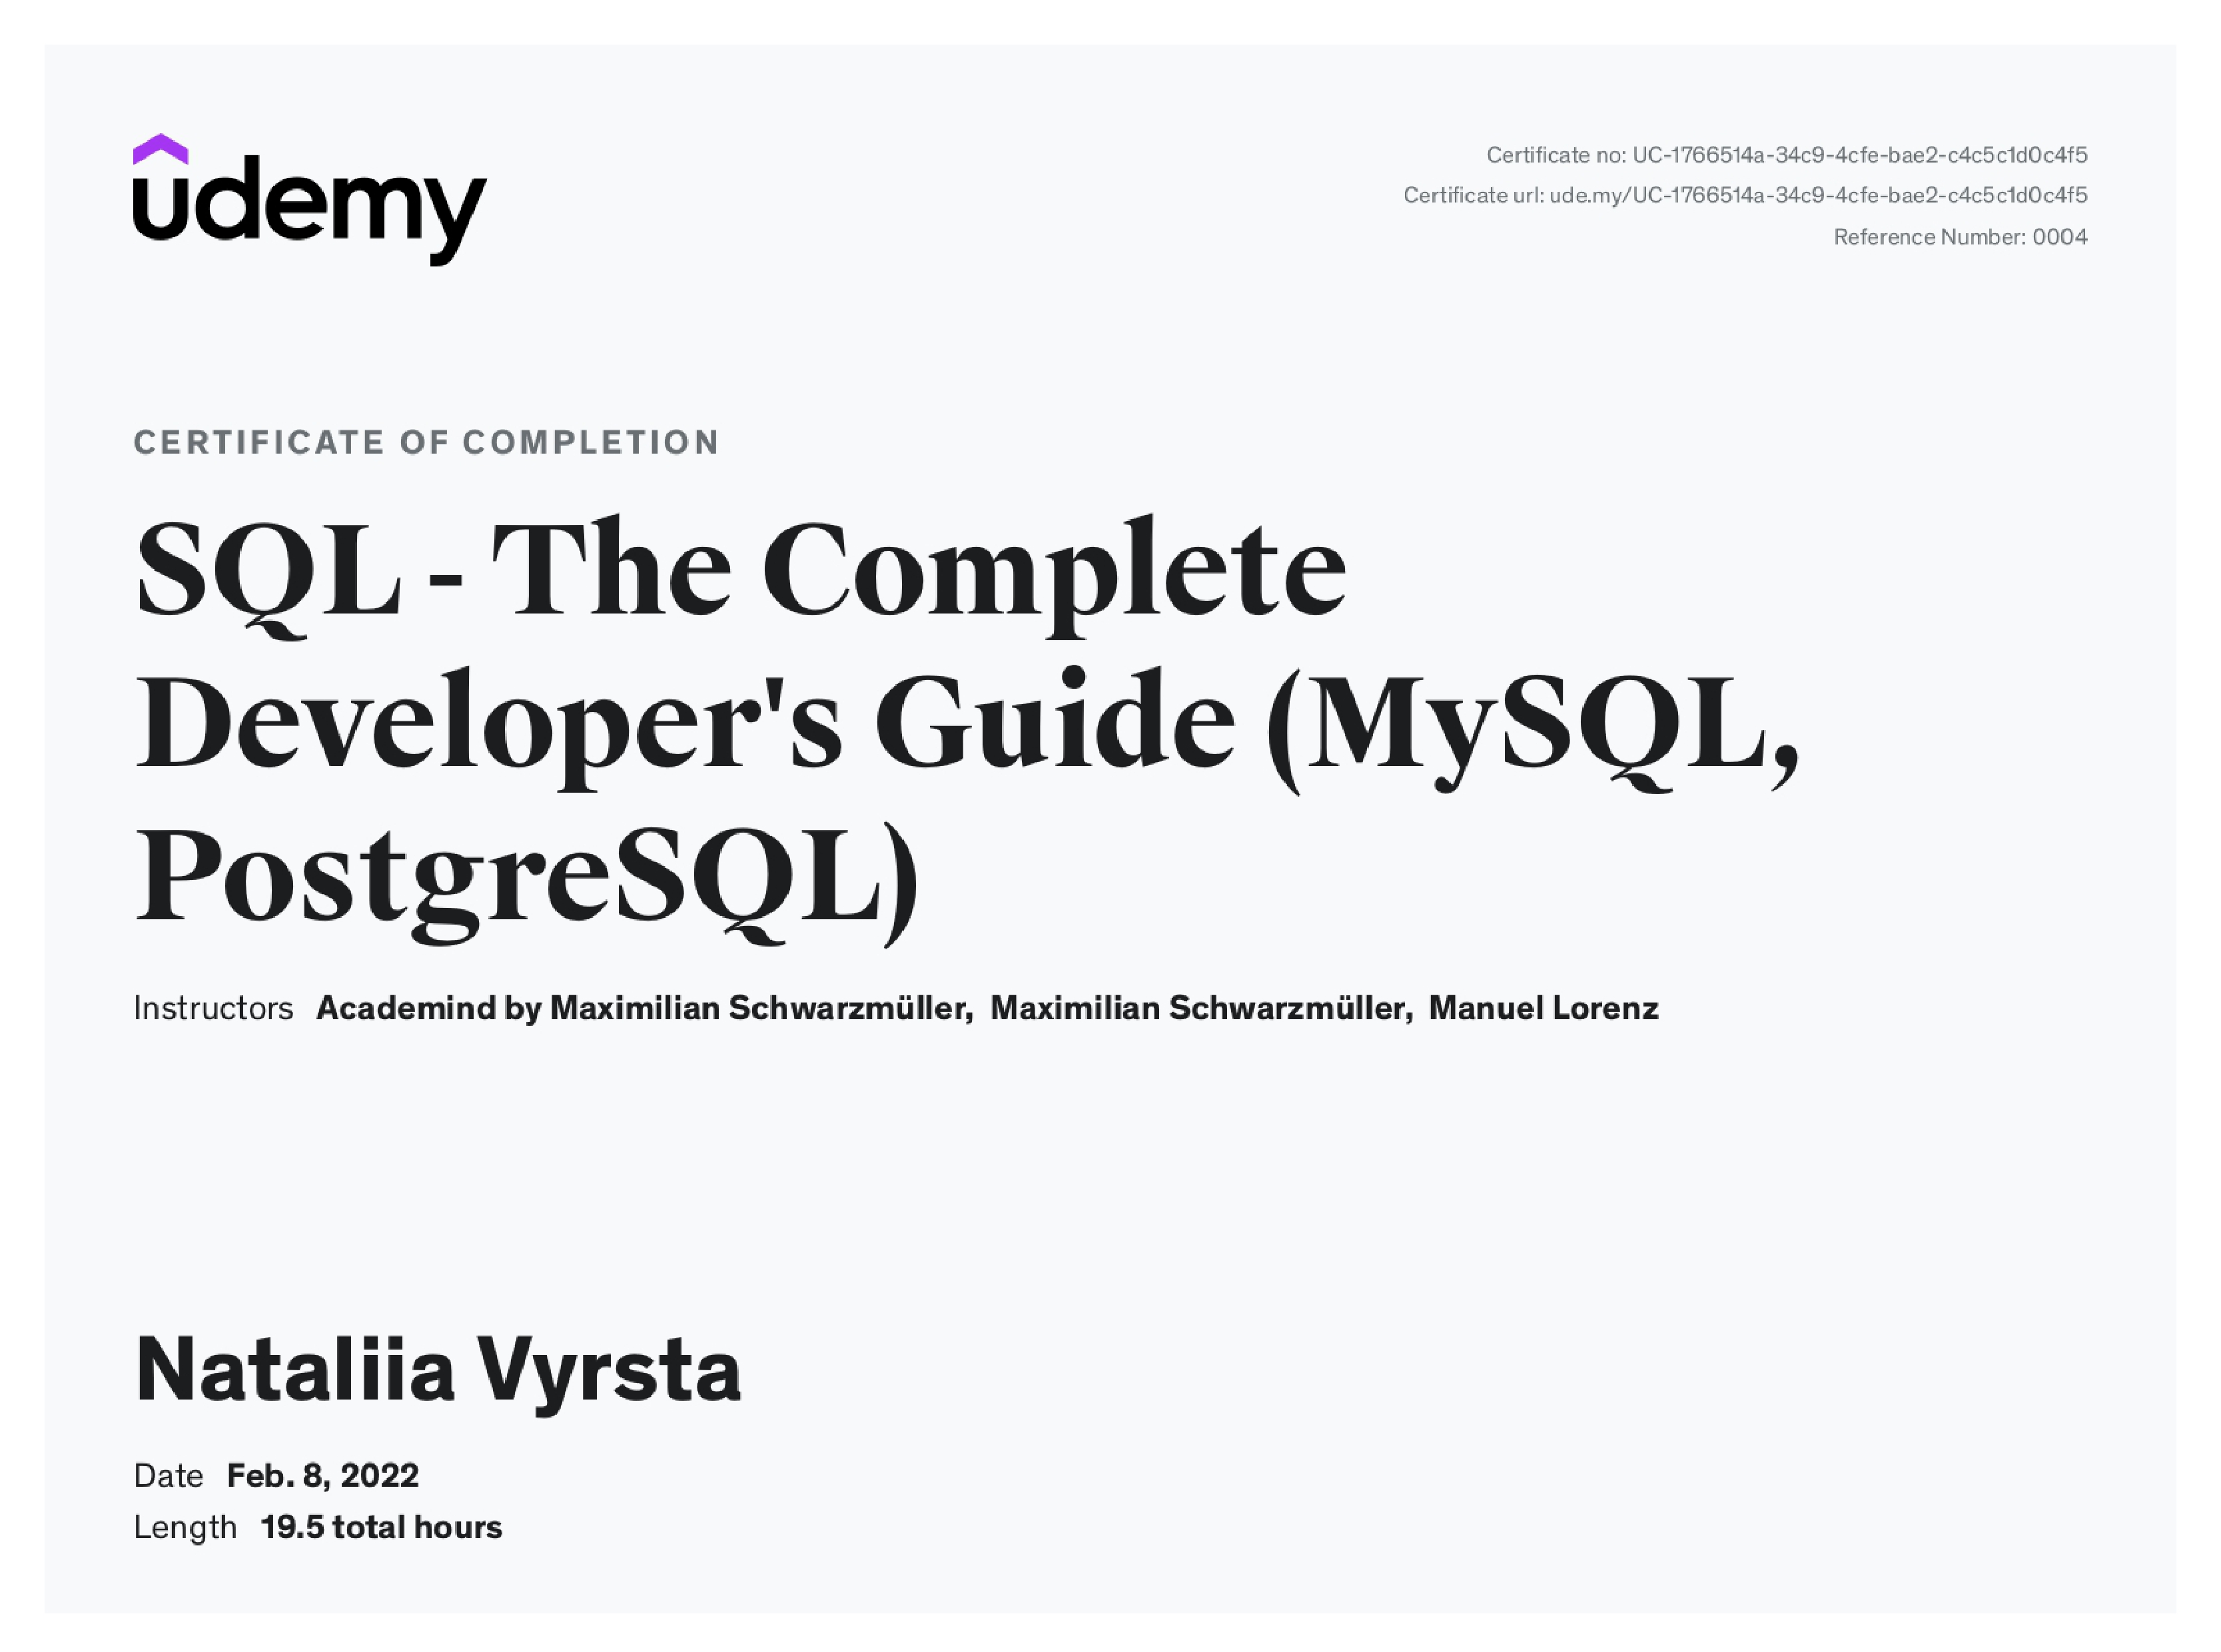 udemy
Certificate no: UC-1766514a-34c9-4cfe-bae2-c4c5c1d0c4f5
Certificate url: ude.my/UC-1766514a-34c9-4cfe-bae2-c4c5c1d0c4f5
Reference Number: 0004
CERTIFICATE OF COMPLETION
SQL - The Complete
Developer's Guide (MySQL,
PostgreSQL)
Instructors Academind by Maximilian Schwarzmüller, Maximilian Schwarzmüller, Manuel Lorenz
Nataliia Vyrsta
Date Feb. 8, 2022
Length 19.5 total hours